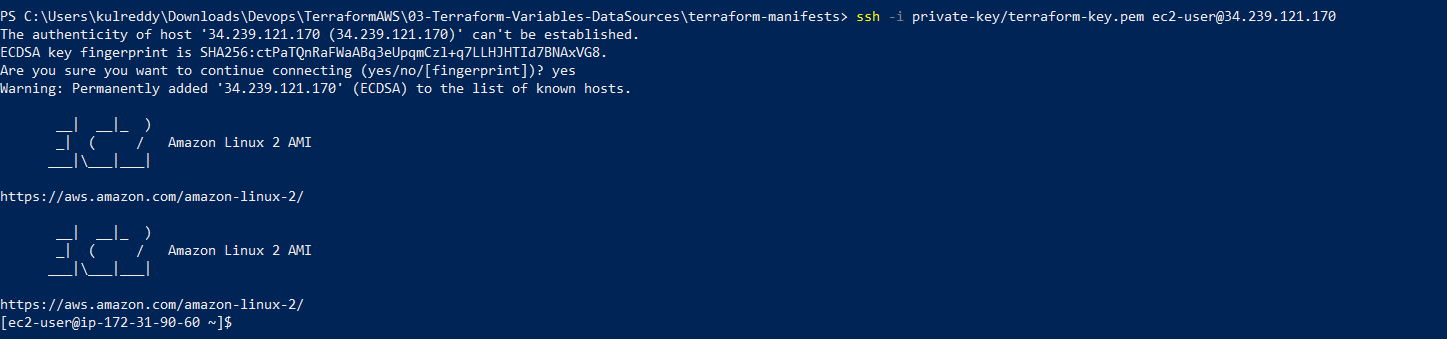 PS C:\Users\kulreddy\Downloads\Devops\TerraformAWS\03-Terraform-Variables-DataSources\terraform-manifests> ssh -i private-key/terraform-key.pem ec2-user@34.239.121.170
The authenticity of host '34.239.121.170 (34.239.121.170)' can't be established.
ECDSA key fingerprint is SHA256:ctPaTQnRaFWaABq3eUpqmCzl+q7LLHJHTId7BNAxVG8.
Are you sure you want to continue connecting (yes/no/[fingerprint])? yes
Warning: Permanently added '34.239.121.170' (ECDSA) to the list of known hosts.

       __|  __|_  )
       _|  (     /   Amazon Linux 2 AMI
      ___|\___|___|

https://aws.amazon.com/amazon-linux-2/

       __|  __|_  )
       _|  (     /   Amazon Linux 2 AMI
      ___|\___|___|

https://aws.amazon.com/amazon-linux-2/
[ec2-user@ip-172-31-90-60 ~]$